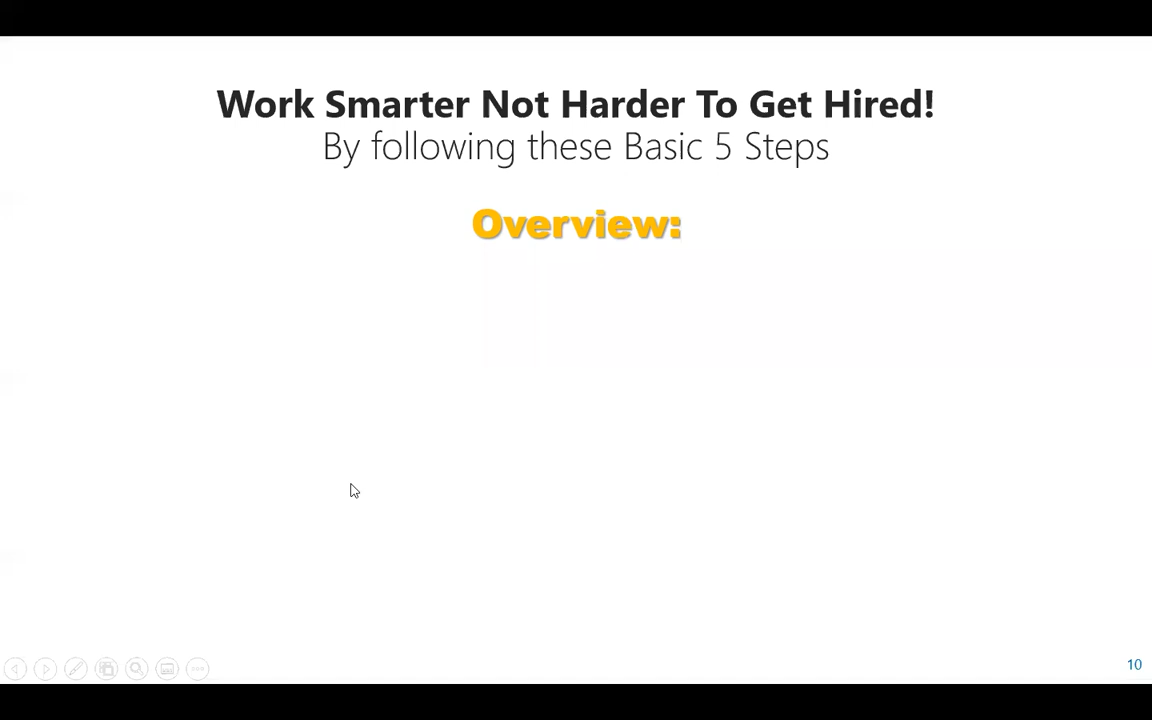 Work Smarter Not Harder To Get Hired!
By following these Basic 5 Steps
Overview:
10